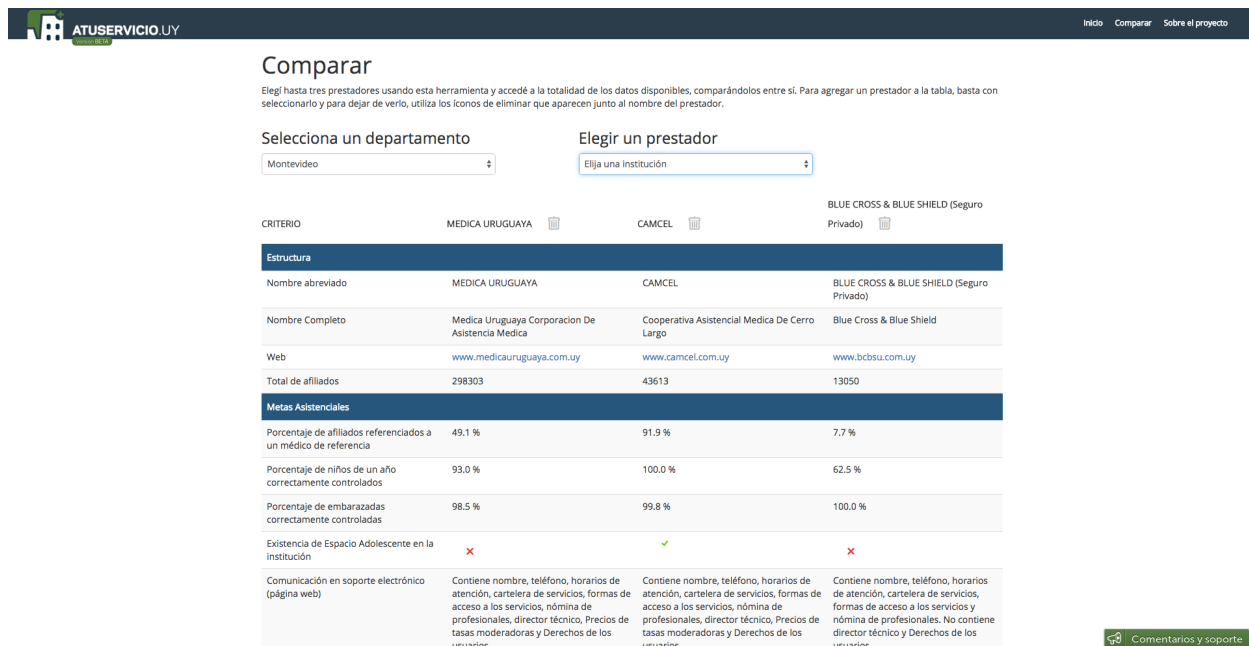 ATUSERVICIO.UY
Versión BETA
Inicio Comparar Sobre el proyecto
Comparar
Elegí hasta tres prestadores usando esta herramienta y accedé a la totalidad de los datos disponibles, comparándolos entre sí. Para agregar un prestador a la tabla, basta con
seleccionarlo y para dejar de verlo, utiliza los íconos de eliminar que aparecen junto al nombre del prestador.
Selecciona un departamento
Elegir un prestador
Montevideo
Elija una institución
CRITERIO
MEDICA URUGUAYA
CAMCEL
BLUE CROSS & BLUE SHIELD (Seguro
Privado)
Estructura
Nombre abreviado
MEDICA URUGUAYA
CAMCEL
BLUE CROSS & BLUE SHIELD (Seguro
Privado)
Nombre Completo
Medica Uruguaya Corporacion De
Asistencia Medica
Cooperativa Asistencial Medica De Cerro
Largo
Blue Cross & Blue Shield
Web
www.medicauruguaya.com.uy
www.camcel.com.uy
www.bcbsu.com.uy
Total de afiliados
298303
43613
13050
Metas Asistenciales
Porcentaje de afiliados referenciados a
un médico de referencia
49.1 %
91.9 %
7.7 %
Porcentaje de niños de un año
correctamente controlados
93.0 %
100.0 %
62.5 %
Porcentaje de embarazadas
correctamente controladas
98.5 %
99.8 %
100.0 %
Existencia de Espacio Adolescente en la
institución
Comunicación en soporte electrónico
(página web)
Contiene nombre, teléfono, horarios de
atención, cartelera de servicios, formas de
acceso a los servicios, nómina de
profesionales, director técnico, Precios de
tasas moderadoras y Derechos de los
usuarios
Contiene nombre, teléfono, horarios de
atención, cartelera de servicios, formas de
acceso a los servicios, nómina de
profesionales, director técnico, Precios de
tasas moderadoras y Derechos de los
usuarios
Contiene nombre, teléfono, horarios
de atención, cartelera de servicios,
formas de acceso a los servicios y
nómina de profesionales. No contiene
director técnico y Derechos de los
usuarios
Comentarios y soporte